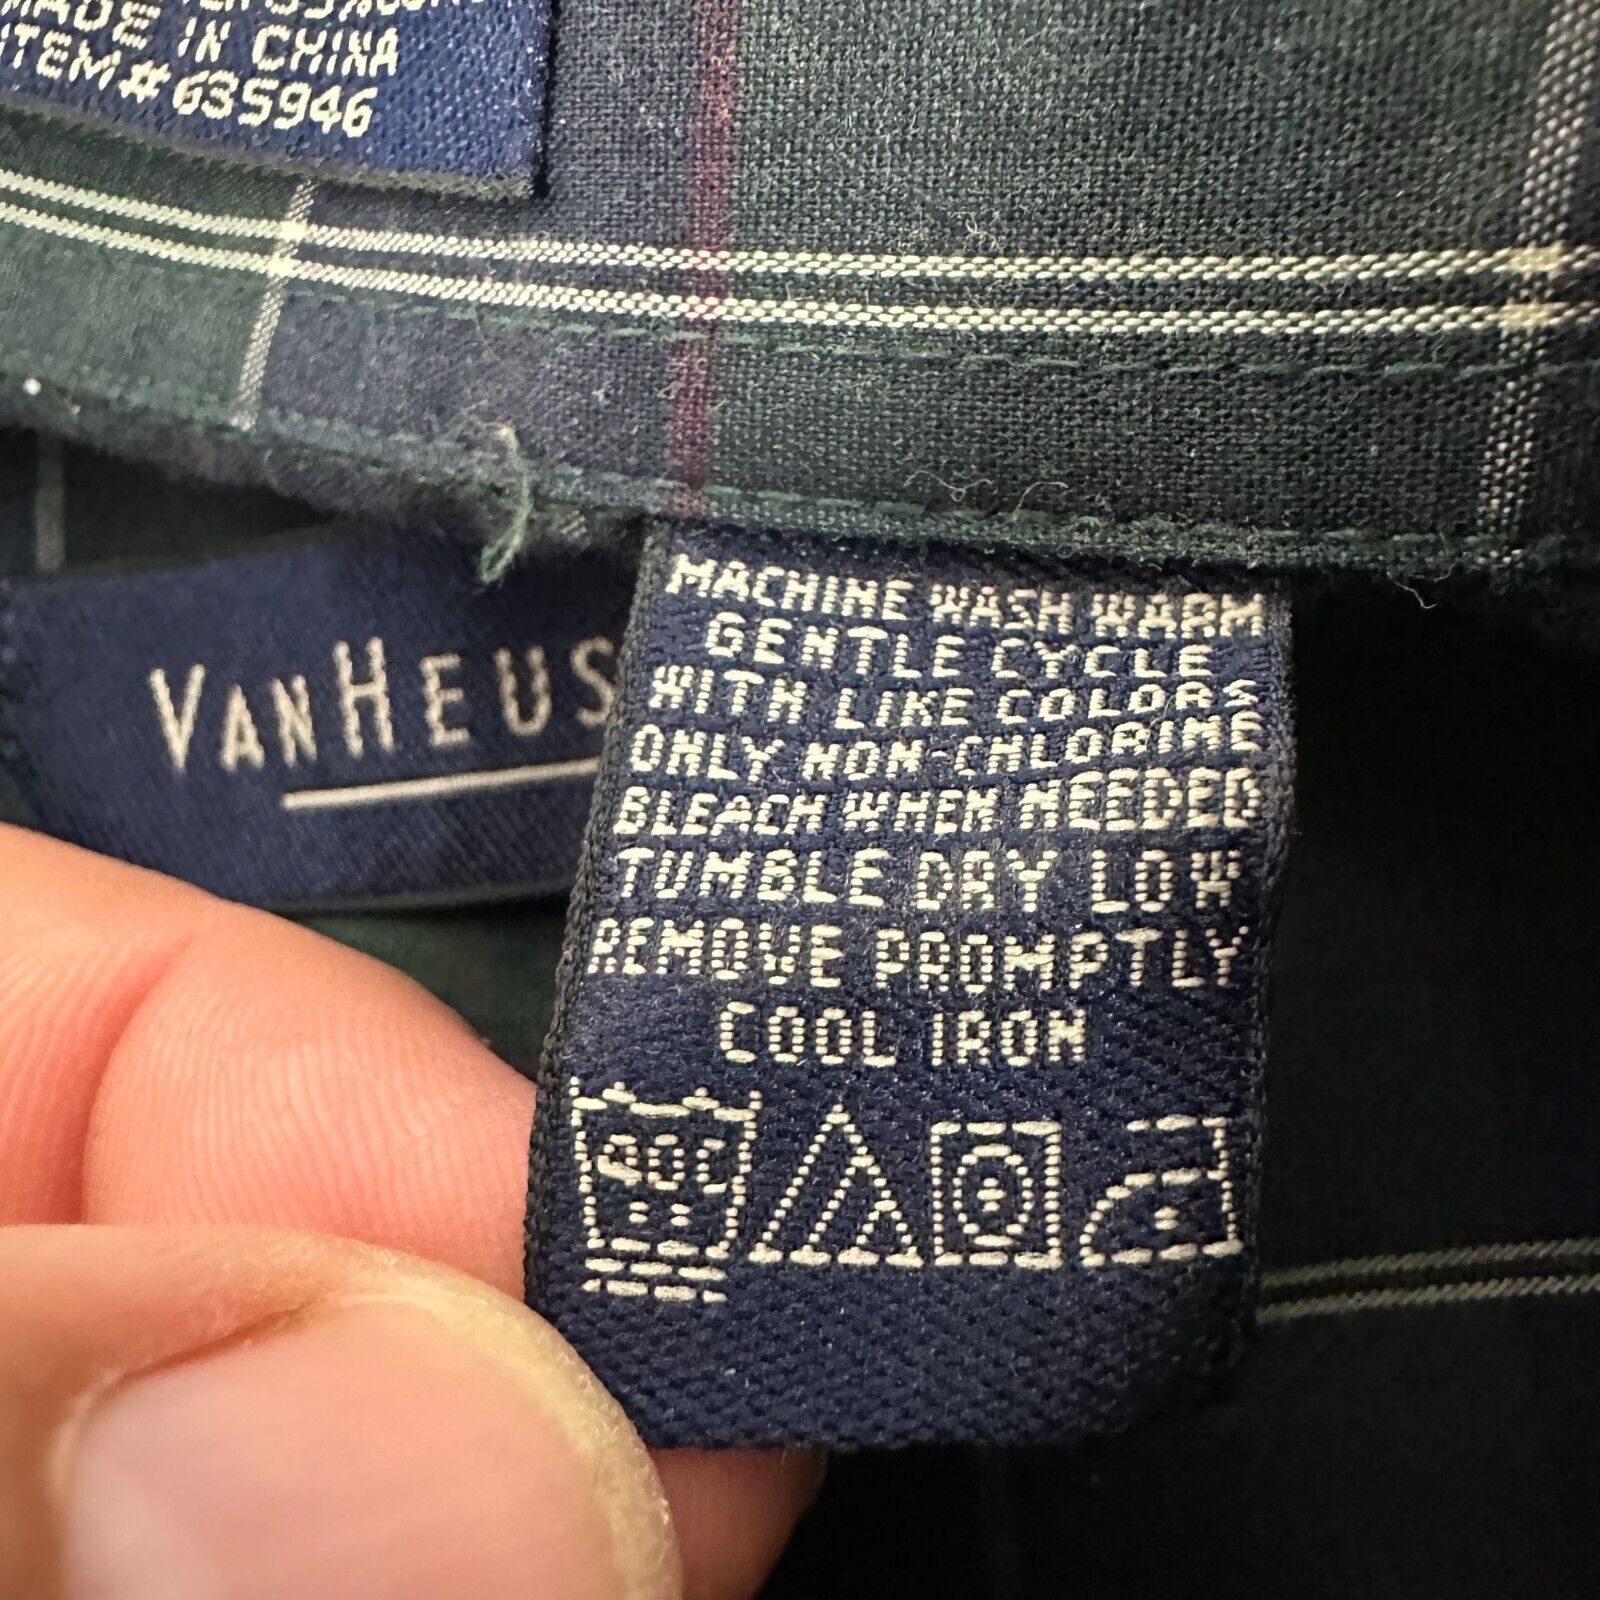 MADE IN CHINA
ITEM# 635946
VANHEUS
MACHINE WASH WARM
GENTLE CYCLE
WITH LIKE COLORS
ONLY NON-CHLORINE
BLEACH WHEN NEEDED
TUMBLE DRY LOW
REMOVE PROMPTLY
COOL IRON
40C